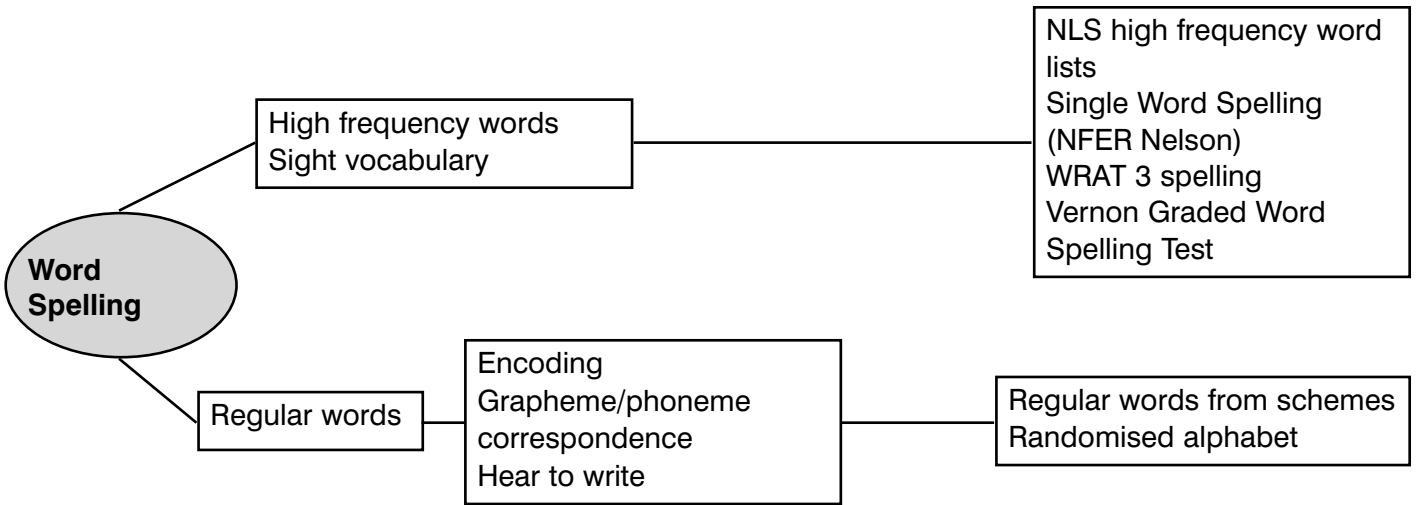 NLS high frequency word
lists
Single Word Spelling
(NFER Nelson)
WRAT 3 spelling
Vernon Graded Word
Spelling Test
High frequency words
Sight vocabulary
Word
Spelling
Regular words
Encoding
Grapheme/phoneme
correspondence
Hear to write
Regular words from schemes
Randomised alphabet